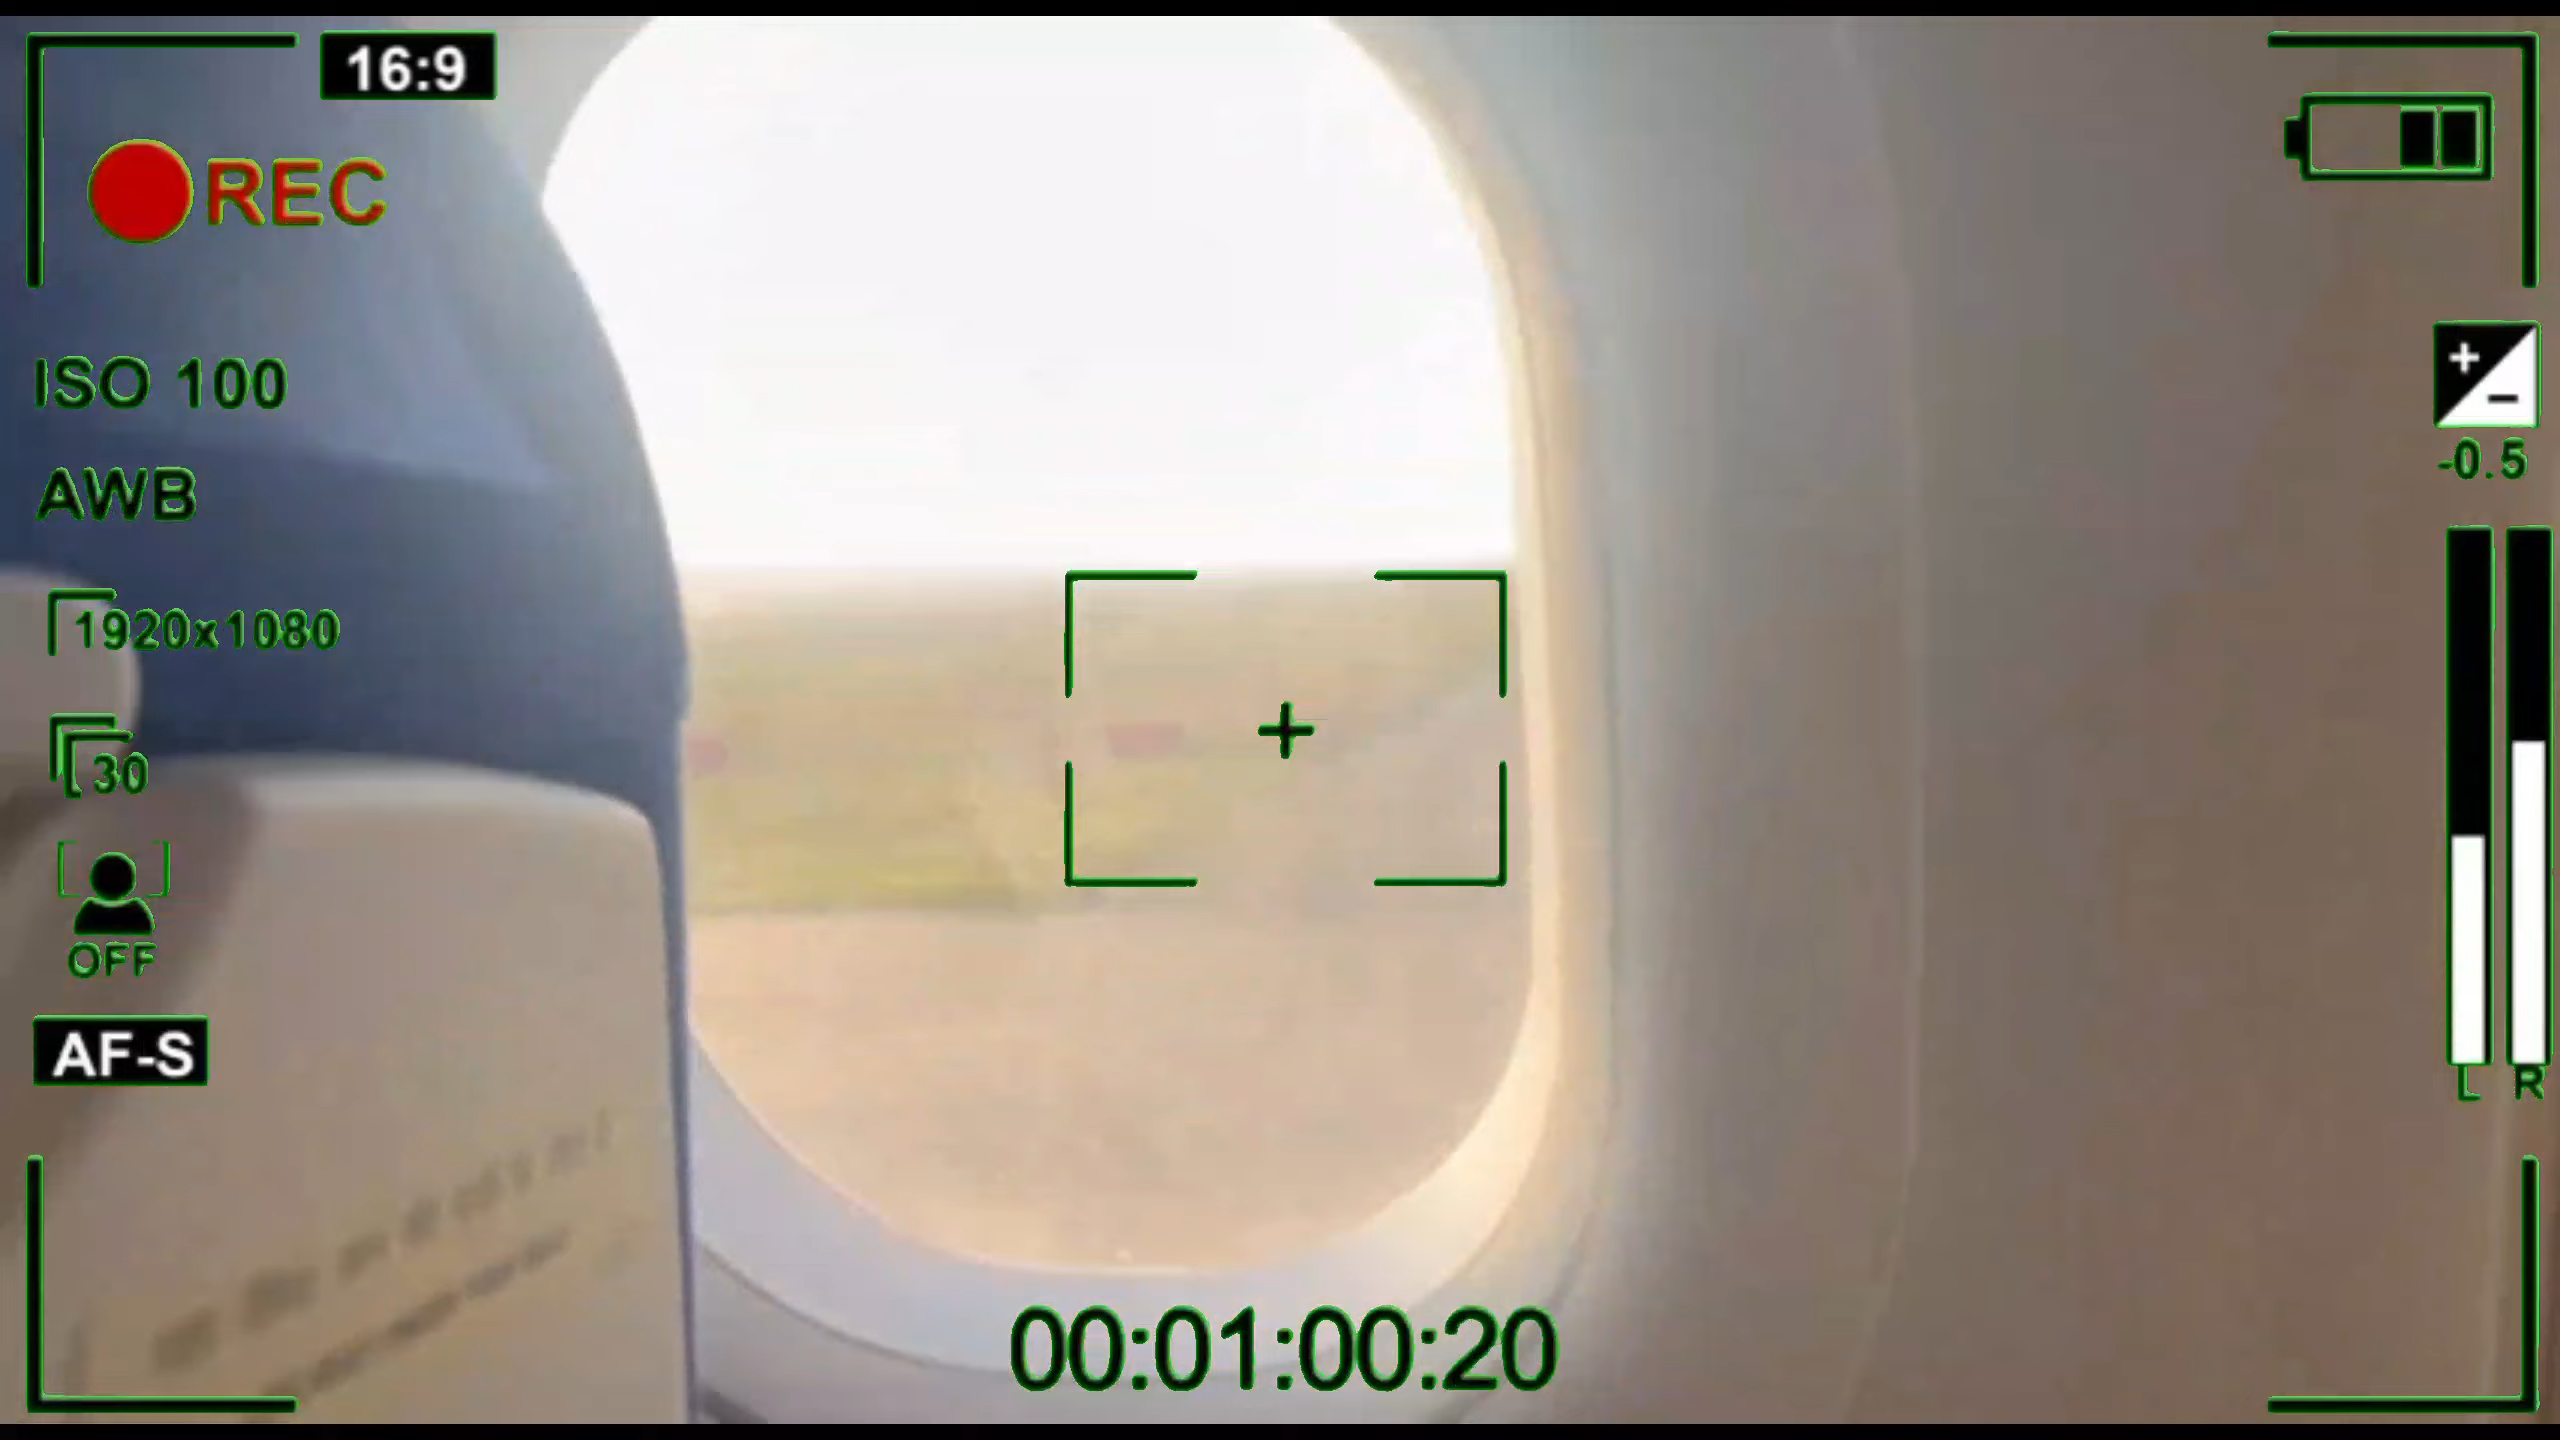 16:9
REC
ISO 100
AWB
1920x1080
30
OFF
AF-S
+
-
-0.5
L R
00:01:00:20